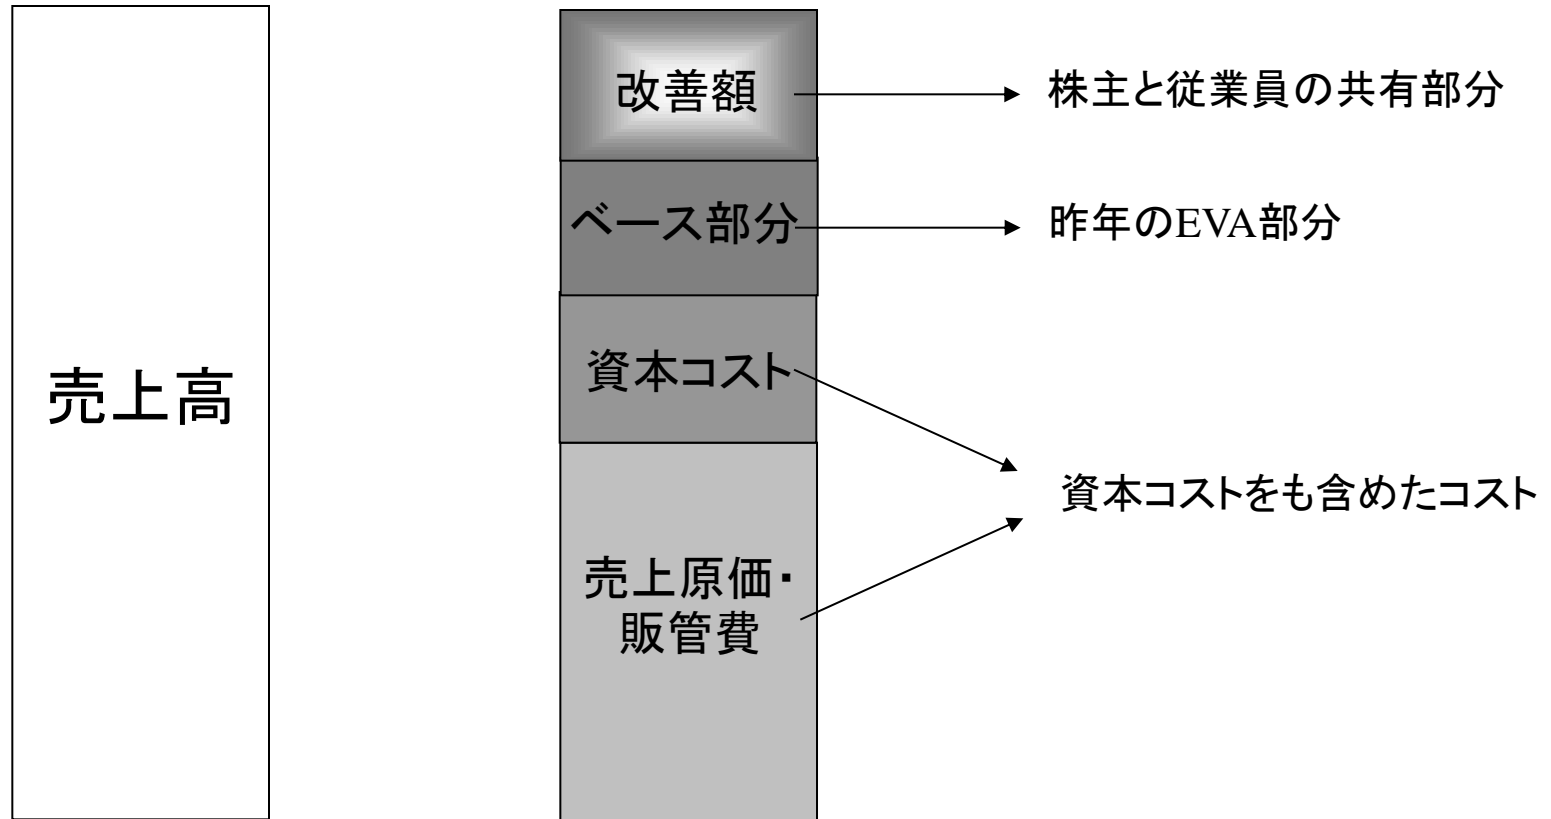 売上高
改善額
株主と従業員の共有部分
ベース部分
昨年のEVA部分
資本コスト
資本コストをも含めたコスト
売上原価・
販管費